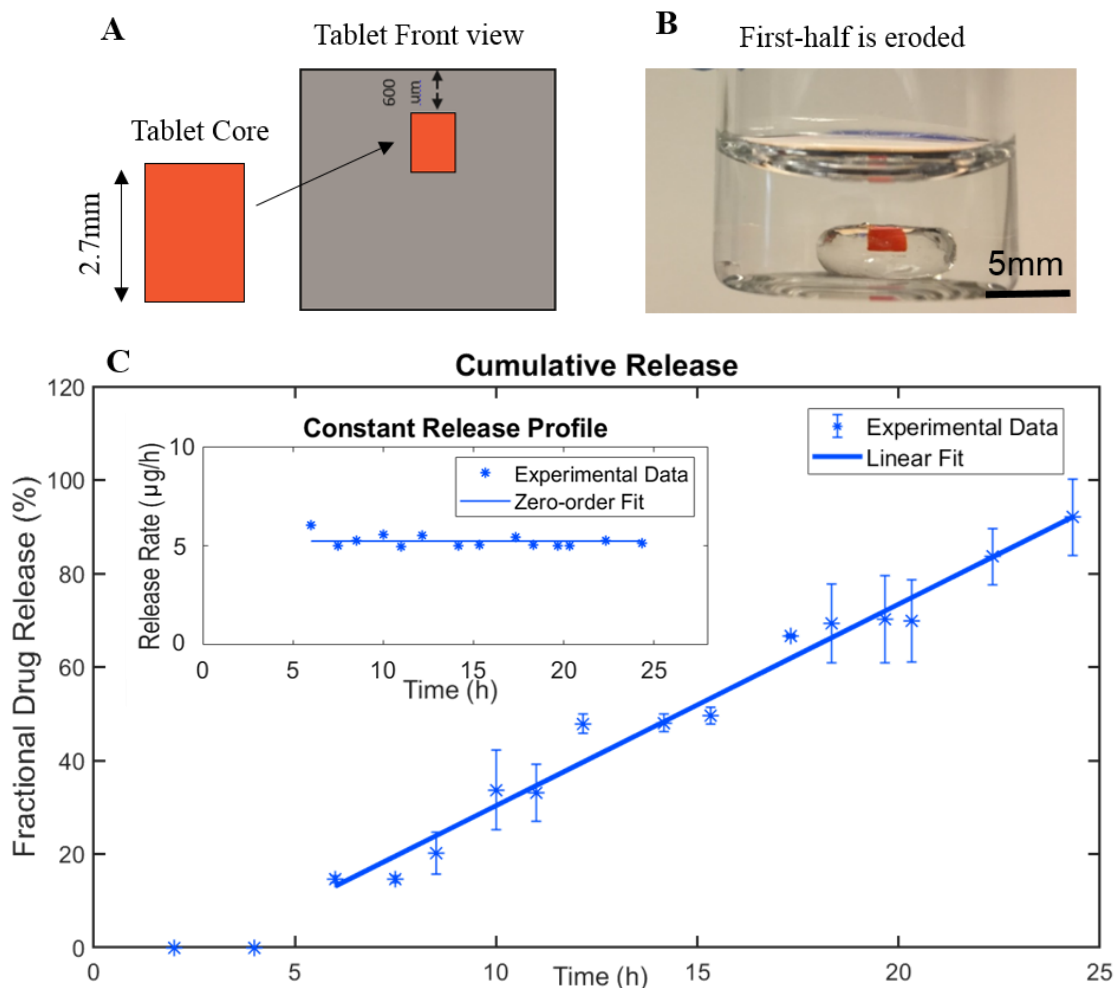 A
Tablet Front view
600
um
Tablet Core
2.7mm
B
First-half is eroded
5mm
C
Cumulative Release
Fractional Drug Release (%)
120
100
80
60
40
20
0
0
5
10
15
20
25
Time (h)
Experimental Data
Linear Fit
Constant Release Profile
Release Rate (µg/h)
10
5
0
0
5
10
15
20
25
Time (h)
Experimental Data
Zero-order Fit